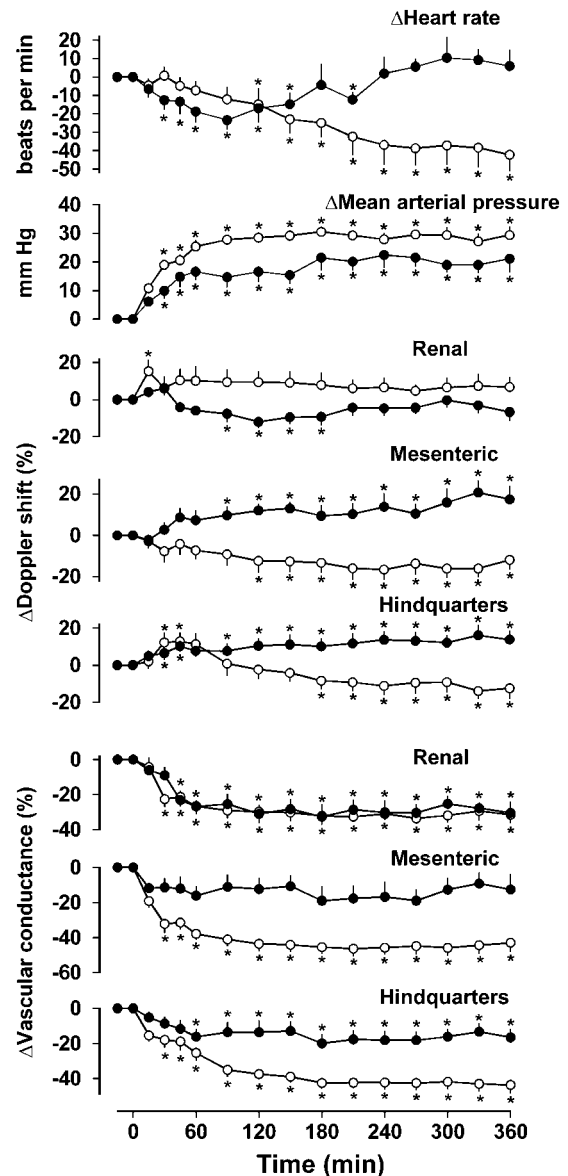 ΔHeart rate
20
10
0
-10
-20
-30
-40
-50
beats per min
* * * * * * * * * * * * * * * *
ΔMean arterial pressure
40
30
20
10
0
mm Hg
* * * * * * * * * * * * *
* * * * * * * * * * * * *
Renal
20
0
-20
*
* * * *
Mesenteric
20
0
-20
* * * * * * * * * *
* * * * * * * * *
ΔDoppler shift (%)
Hindquarters
20
0
-20
* * * * * * * * * * * *
* * * * * * * * *
Renal
0
-20
-40
* * * * * * * * * * * *
* * * * * * * * * * * * *
Mesenteric
0
-20
-40
-60
* * * * * * * * * * * * *
ΔVascular conductance (%)
Hindquarters
0
-20
-40
* * * * * * * * * * *
* * * * * * * * * * * * *
0 60 120 180 240 300 360
Time (min)